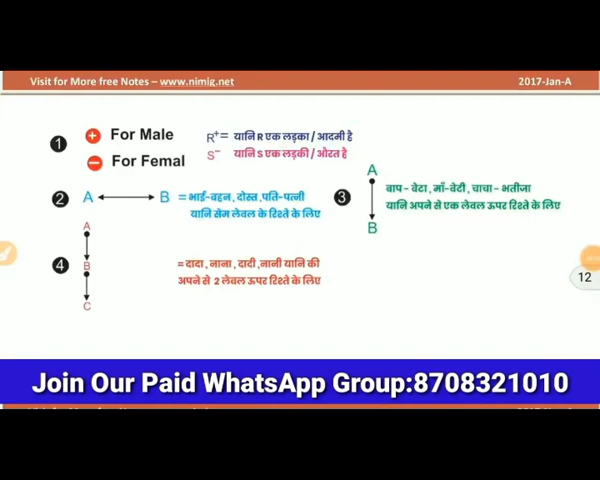 Visit for More free Notes – www.nimig.net
2017-Jan-A
1
+ For Male
R+= यानि R एक लड़का / आदमी है
– For Femal
S– यानि S एक लड़की / औरत है
2
A B
= भाई-बहन, दोस्त, पति-पत्नी
यानि सेम लेवल के रिश्ते के लिए
3
A
B
बाप - बेटा, माँ-बेटी, चाचा - भतीजा
यानि अपने से एक लेवल ऊपर रिश्ते के लिए
4
A
B
C
= दादा, नाना, दादी ,नानी यानि की
अपने से 2 लेवल ऊपर रिश्ते के लिए
12
Join Our Paid WhatsApp Group:8708321010